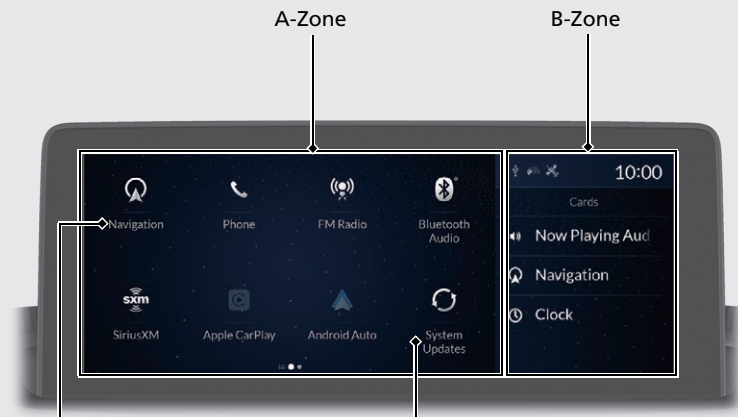 A-Zone B-Zone
10:00
Cards
Navigation Phone FM Radio Bluetooth
Audio
Now Playing Aud
Navigation
Clock
sxm
SiriusXM Apple CarPlay Android Auto System
Updates